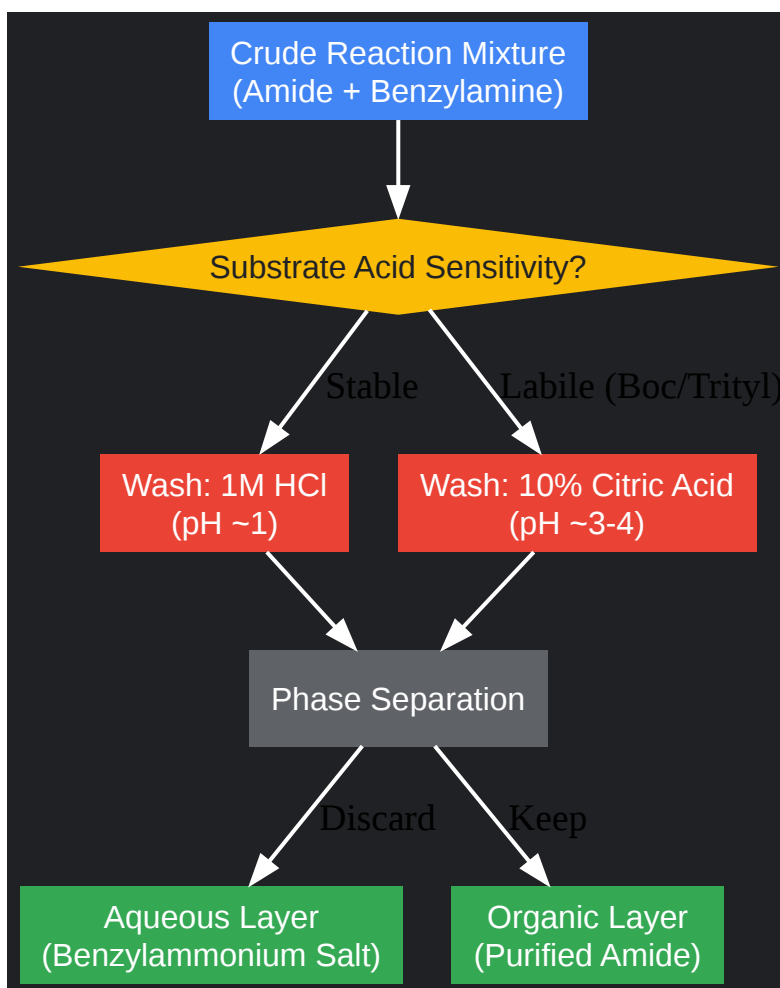 Crude Reaction Mixture
(Amide + Benzylamine)
Substrate Acid Sensitivity?
Stable
Labile (Boc/Trityl)
Wash: 1M HCl
(pH ~1)
Wash: 10% Citric Acid
(pH ~3-4)
Phase Separation
Discard
Keep
Aqueous Layer
(Benzylammonium Salt)
Organic Layer
(Purified Amide)